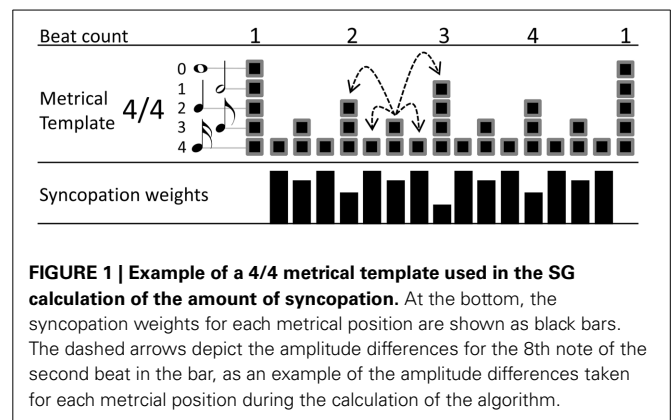 Beat count 1 2 3 4 1
0
1
Metrical 4/4 2
Template 3
4
Syncopation weights
FIGURE 1 | Example of a 4/4 metrical template used in the SG
calculation of the amount of syncopation. At the bottom, the
syncopation weights for each metrical position are shown as black bars.
The dashed arrows depict the amplitude differences for the 8th note of the
second beat in the bar, as an example of the amplitude differences taken
for each metrcial position during the calculation of the algorithm.